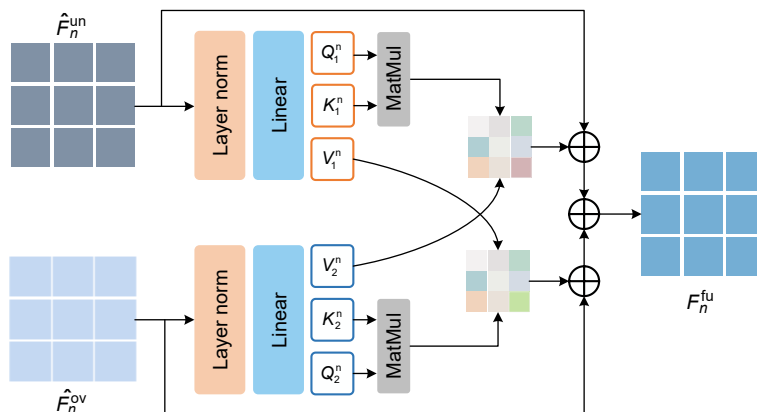 F̂ₙᵘⁿ
Layer norm
Linear
Q₁ⁿ
K₁ⁿ
V₁ⁿ
MatMul
Layer norm
Linear
V₂ⁿ
K₂ⁿ
Q₂ⁿ
MatMul
F̂ₙᵒᵛ
Fₙᶠᵘ